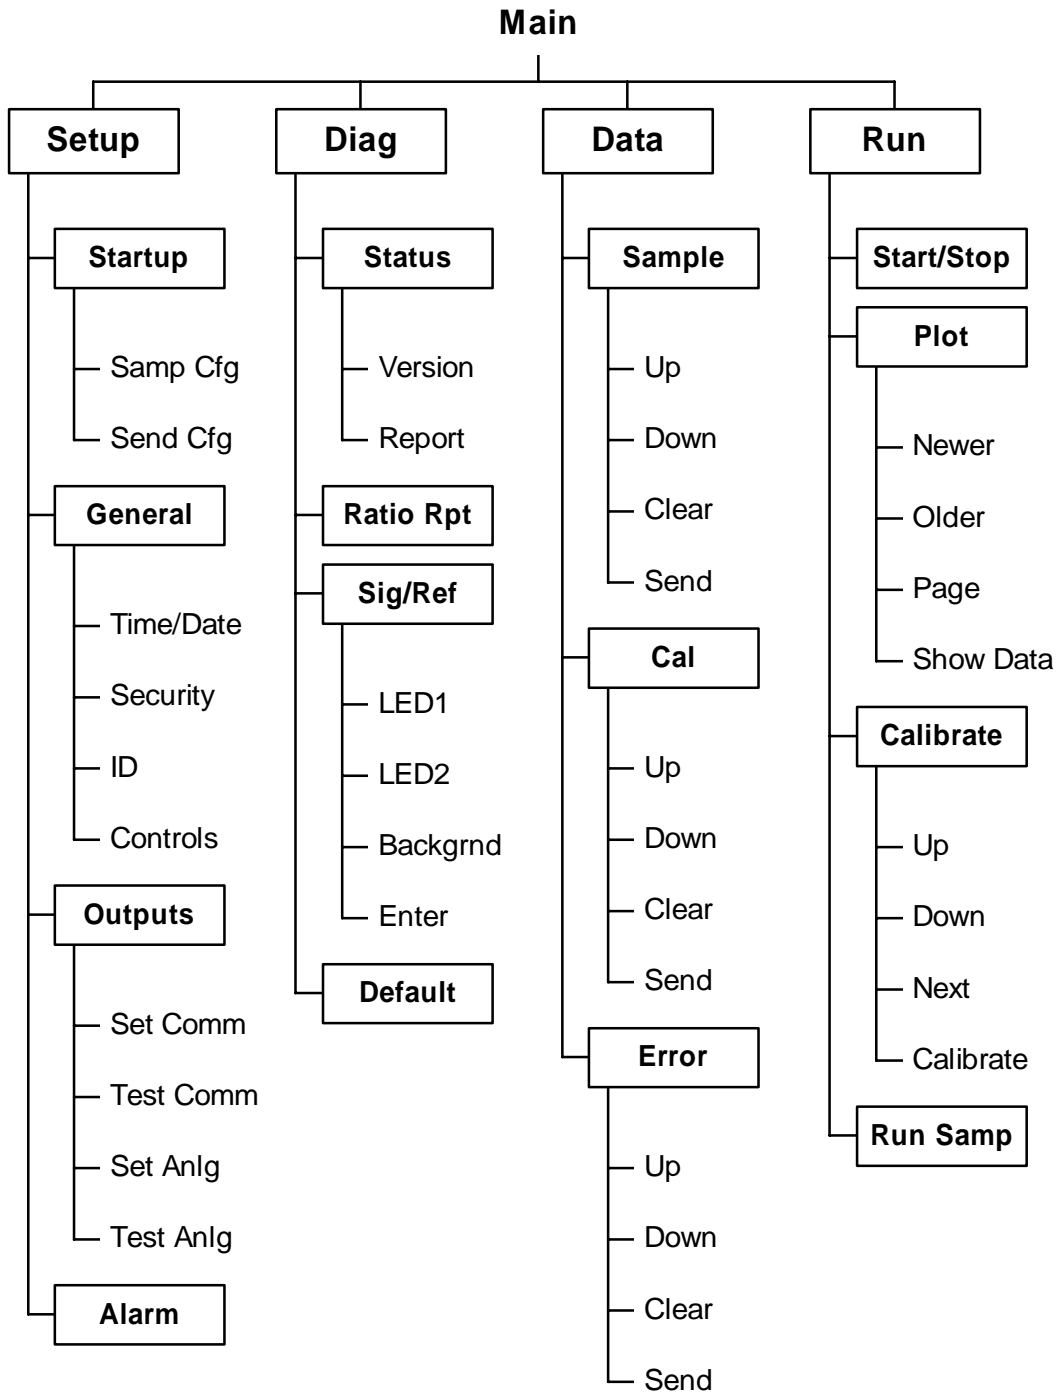 Main
Setup
Startup
Samp Cfg
Send Cfg
General
Time/Date
Security
ID
Controls
Outputs
Set Comm
Test Comm
Set Anlg
Test Anlg
Alarm
Diag
Status
Version
Report
Ratio Rpt
Sig/Ref
LED1
LED2
Backgrnd
Enter
Default
Data
Sample
Up
Down
Clear
Send
Cal
Up
Down
Clear
Send
Error
Up
Down
Clear
Send
Run
Start/Stop
Plot
Newer
Older
Page
Show Data
Calibrate
Up
Down
Next
Calibrate
Run Samp